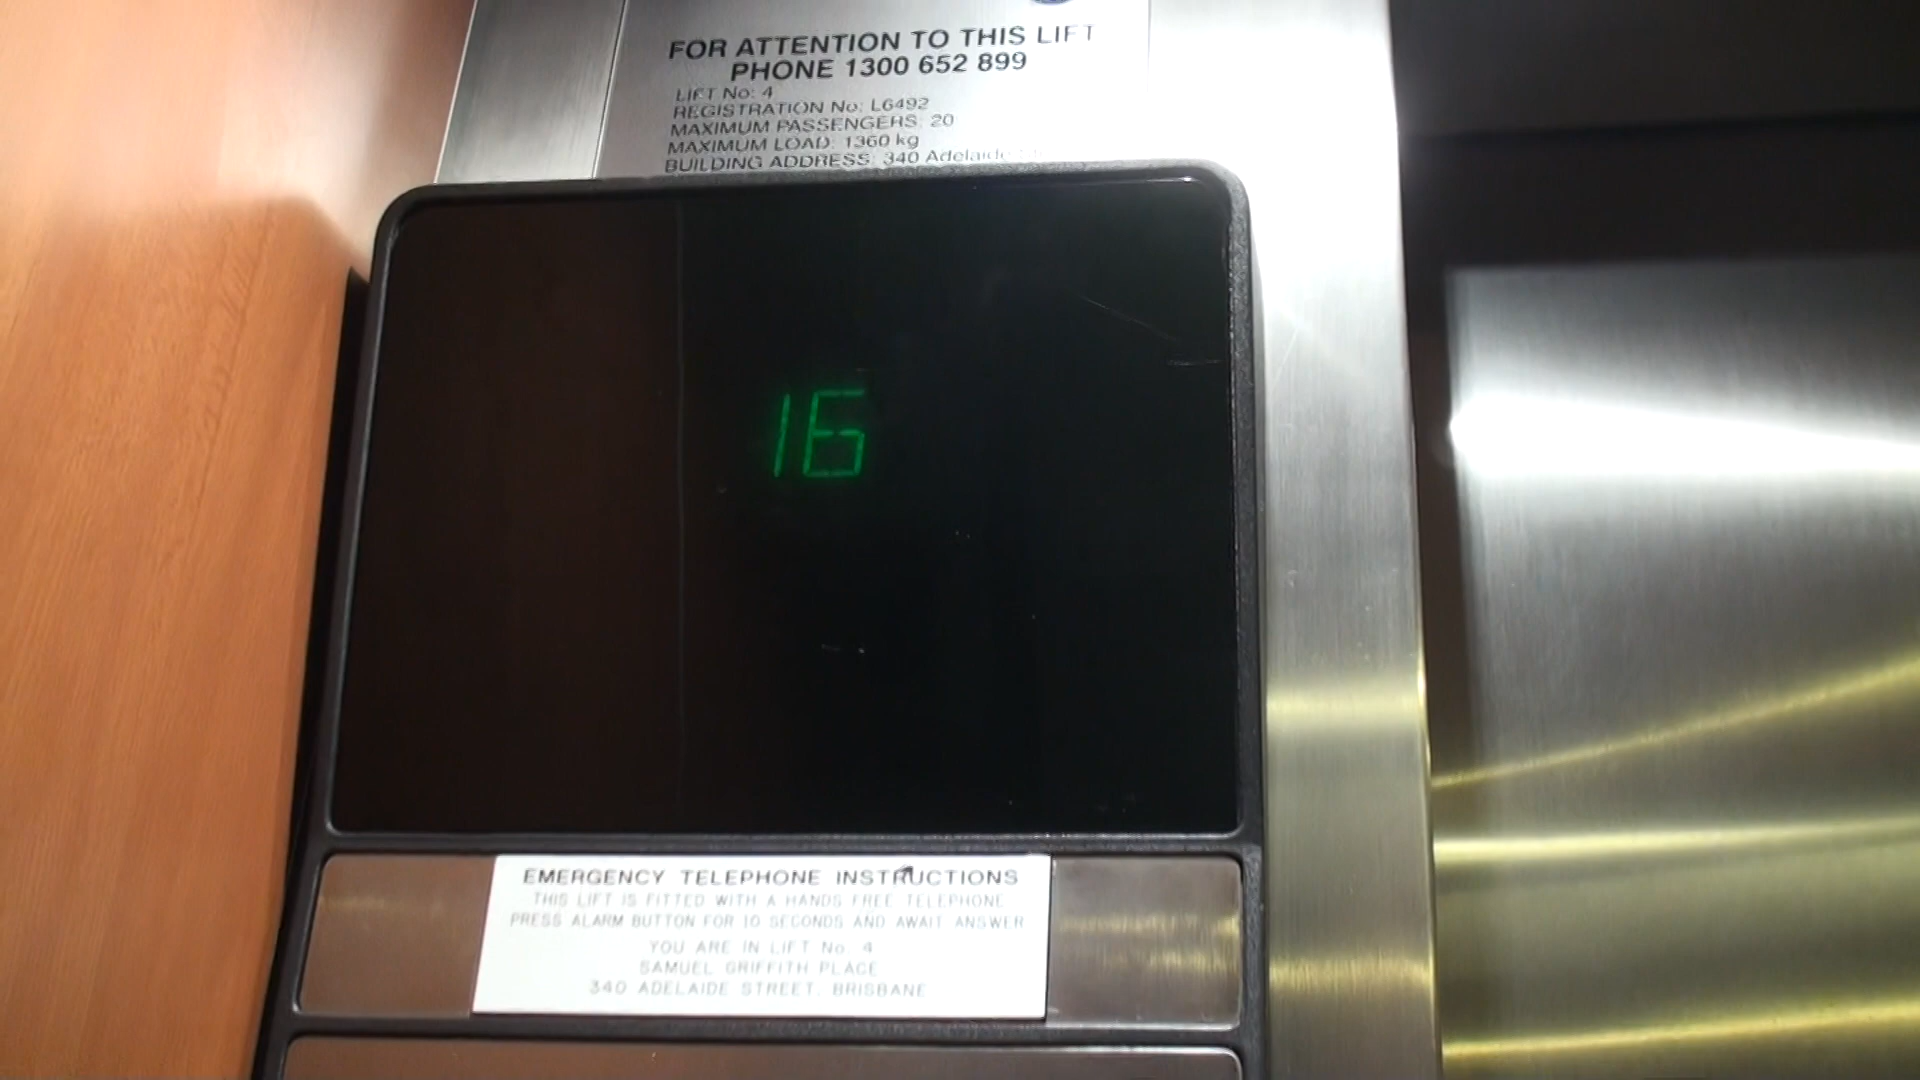 FOR ATTENTION TO THIS LIFT
PHONE 1300 652 899
LIFT No: 4
REGISTRATION No: L6492
MAXIMUM PASSENGERS: 20
MAXIMUM LOAD: 1360 kg
BUILDING ADDRESS: 340 Adelaide
16
EMERGENCY TELEPHONE INSTRUCTIONS
THIS LIFT IS FITTED WITH A HANDS FREE TELEPHONE
PRESS ALARM BUTTON FOR 10 SECONDS AND AWAIT ANSWER
YOU ARE IN LIFT No. 4
SAMUEL GRIFFITH PLACE
340 ADELAIDE STREET, BRISBANE